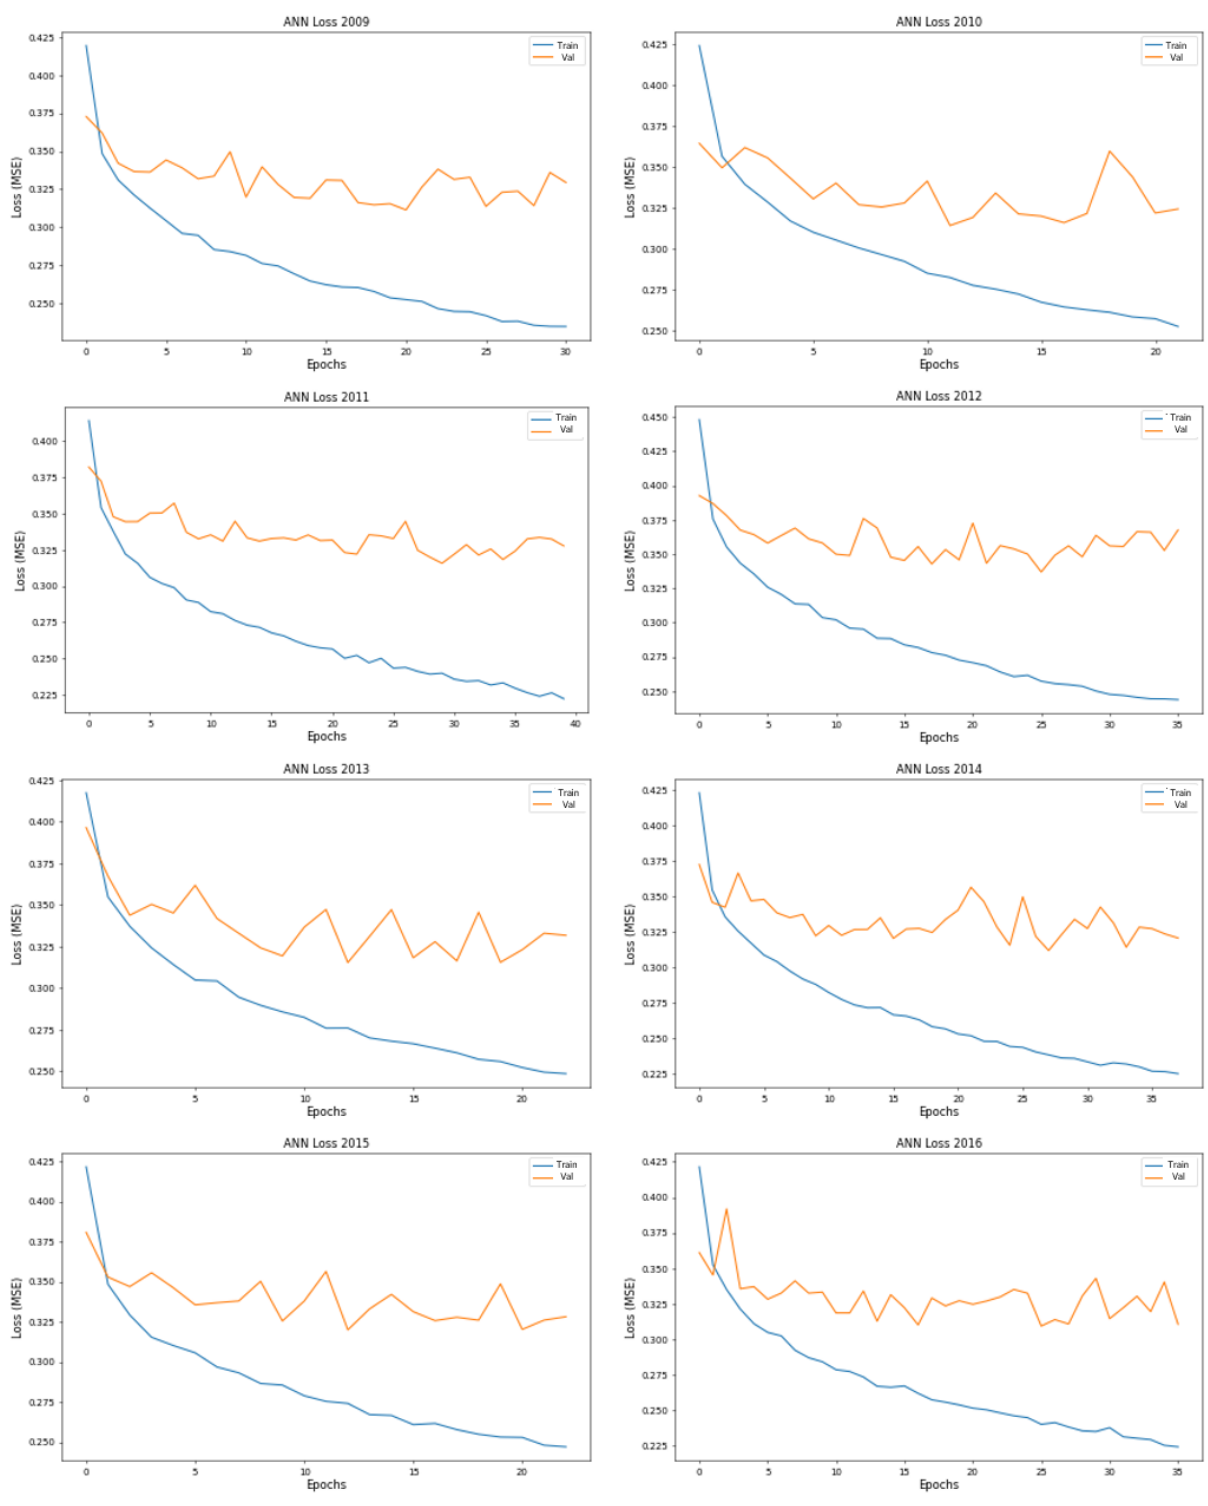 ANN Loss 2009
Train
Val
0.425
0.400
0.375
0.350
0.325
0.300
0.275
0.250
Loss (MSE)
0 5 10 15 20 25 30
Epochs
ANN Loss 2010
Train
Val
0.425
0.400
0.375
0.350
0.325
0.300
0.275
0.250
Loss (MSE)
0 5 10 15 20
Epochs
ANN Loss 2011
Train
Val
0.400
0.375
0.350
0.325
0.300
0.275
0.250
0.225
Loss (MSE)
0 5 10 15 20 25 30 35 40
Epochs
ANN Loss 2012
Train
Val
0.450
0.425
0.400
0.375
0.350
0.325
0.300
0.275
0.250
Loss (MSE)
0 5 10 15 20 25 30 35
Epochs
ANN Loss 2013
Train
Val
0.425
0.400
0.375
0.350
0.325
0.300
0.275
0.250
Loss (MSE)
0 5 10 15 20
Epochs
ANN Loss 2014
Train
Val
0.425
0.400
0.375
0.350
0.325
0.300
0.275
0.250
0.225
Loss (MSE)
0 5 10 15 20 25 30 35
Epochs
ANN Loss 2015
Train
Val
0.425
0.400
0.375
0.350
0.325
0.300
0.275
0.250
Loss (MSE)
0 5 10 15 20
Epochs
ANN Loss 2016
Train
Val
0.425
0.400
0.375
0.350
0.325
0.300
0.275
0.250
0.225
Loss (MSE)
0 5 10 15 20 25 30 35
Epochs